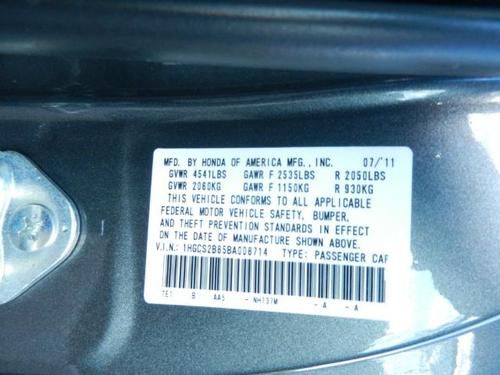 MFD. BY HONDA OF AMERICA MFG., INC. 07/'11
GVWR 4541LBS GAWR F 2535LBS R 2050LBS
GVWR 2060KG GAWR F 1150KG R 930KG
THIS VEHICLE CONFORMS TO ALL APPLICABLE
FEDERAL MOTOR VEHICLE SAFETY, BUMPER,
AND THEFT PREVENTION STANDARDS IN EFFECT
ON THE DATE OF MANUFACTURE SHOWN ABOVE.
V.I.N.: 1HGCS2B85BA008714 TYPE: PASSENGER CAR
TE1 B AA5 - NH737M - A - A